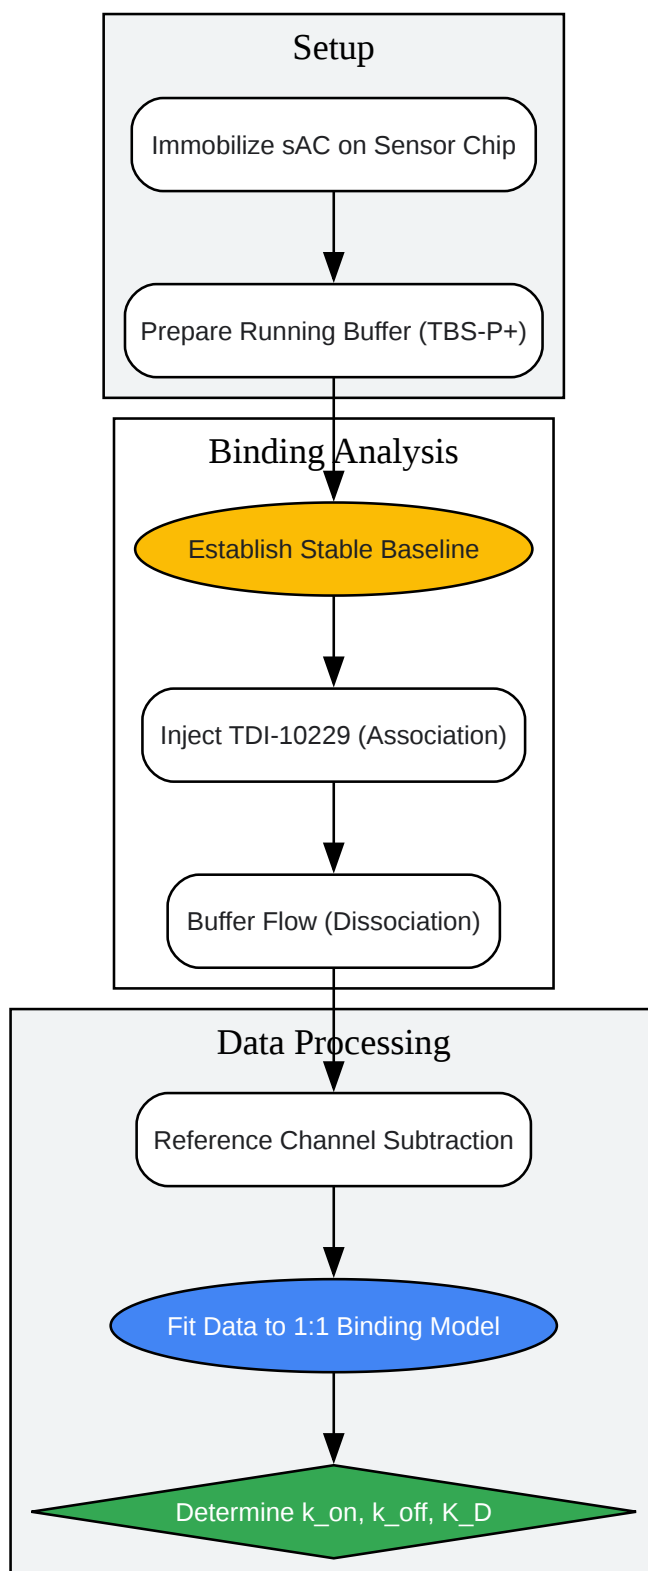 Setup
Immobilize sAC on Sensor Chip
Prepare Running Buffer (TBS-P+)
Binding Analysis
Establish Stable Baseline
Inject TDI-10229 (Association)
Buffer Flow (Dissociation)
Data Processing
Reference Channel Subtraction
Fit Data to 1:1 Binding Model
Determine k_on, k_off, K_D